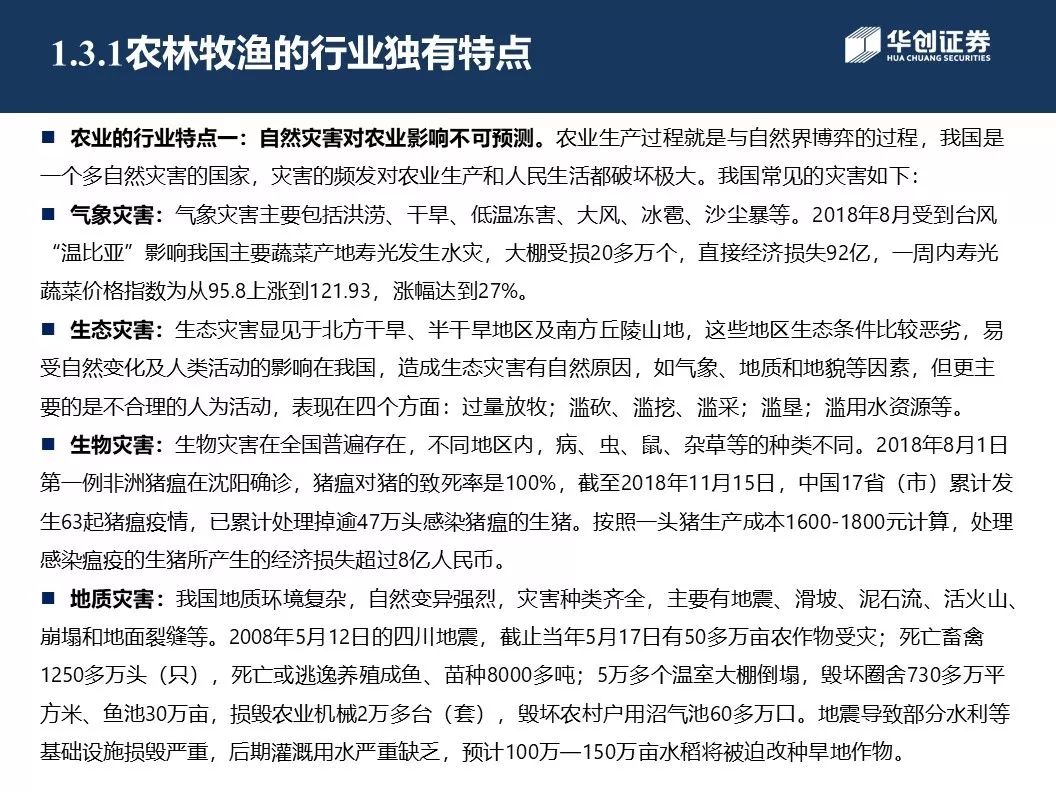 1.3.1农林牧渔的行业独有特点
华创证券
HUA CHUANG SECURITIES
■ 农业的行业特点一：自然灾害对农业影响不可预测。农业生产过程就是与自然界博弈的过程，我国是
一个多自然灾害的国家，灾害的频发对农业生产和人民生活都破坏极大。我国常见的灾害如下：
■ 气象灾害：气象灾害主要包括洪涝、干旱、低温冻害、大风、冰雹、沙尘暴等。2018年8月受到台风
“温比亚”影响我国主要蔬菜产地寿光发生水灾，大棚受损20多万个，直接经济损失92亿，一周内寿光
蔬菜价格指数为从95.8上涨到121.93，涨幅达到27%。
■ 生态灾害：生态灾害显见于北方干旱、半干旱地区及南方丘陵山地，这些地区生态条件比较恶劣，易
受自然变化及人类活动的影响在我国，造成生态灾害有自然原因，如气象、地质和地貌等因素，但更主
要的是不合理的人为活动，表现在四个方面：过量放牧；滥砍、滥挖、滥采；滥垦；滥用水资源等。
■ 生物灾害：生物灾害在全国普遍存在，不同地区内，病、虫、鼠、杂草等的种类不同。2018年8月1日
第一例非洲猪瘟在沈阳确诊，猪瘟对猪的致死率是100%，截至2018年11月15日，中国17省（市）累计发
生63起猪瘟疫情，已累计处理掉逾47万头感染猪瘟的生猪。按照一头猪生产成本1600-1800元计算，处理
感染瘟疫的生猪所产生的经济损失超过8亿人民币。
■ 地质灾害：我国地质环境复杂，自然变异强烈，灾害种类齐全，主要有地震、滑坡、泥石流、活火山、
崩塌和地面裂缝等。2008年5月12日的四川地震，截止当年5月17日有50多万亩农作物受灾；死亡畜禽
1250多万头（只），死亡或逃逸养殖成鱼、苗种8000多吨；5万多个温室大棚倒塌，毁坏圈舍730多万平
方米、鱼池30万亩，损毁农业机械2万多台（套），毁坏农村户用沼气池60多万口。地震导致部分水利等
基础设施损毁严重，后期灌溉用水严重缺乏，预计100万—150万亩水稻将被迫改种旱地作物。